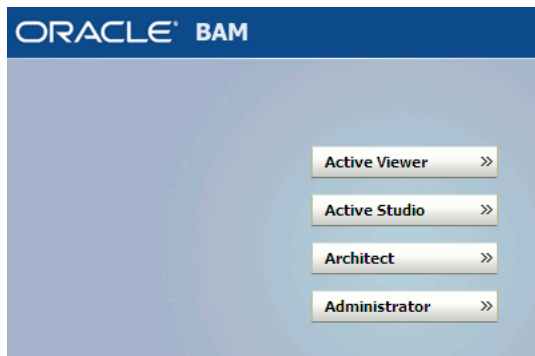 ORACLE® BAM
Active Viewer »
Active Studio »
Architect »
Administrator »